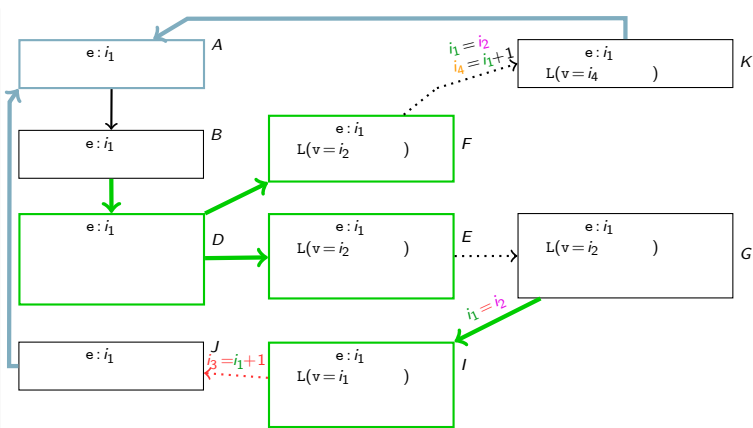 A
e : i₁
B
e : i₁
D
e : i₁
F
e : i₁
L(v = i₂ )
E
e : i₁
L(v = i₂ )
i₁ = i₂
i₄ = i₁+1
K
e : i₁
L(v = i₄ )
G
e : i₁
L(v = i₂ )
i₁ = i₂
I
e : i₁
L(v = i₁ )
i₃ = i₁+1
J
e : i₁